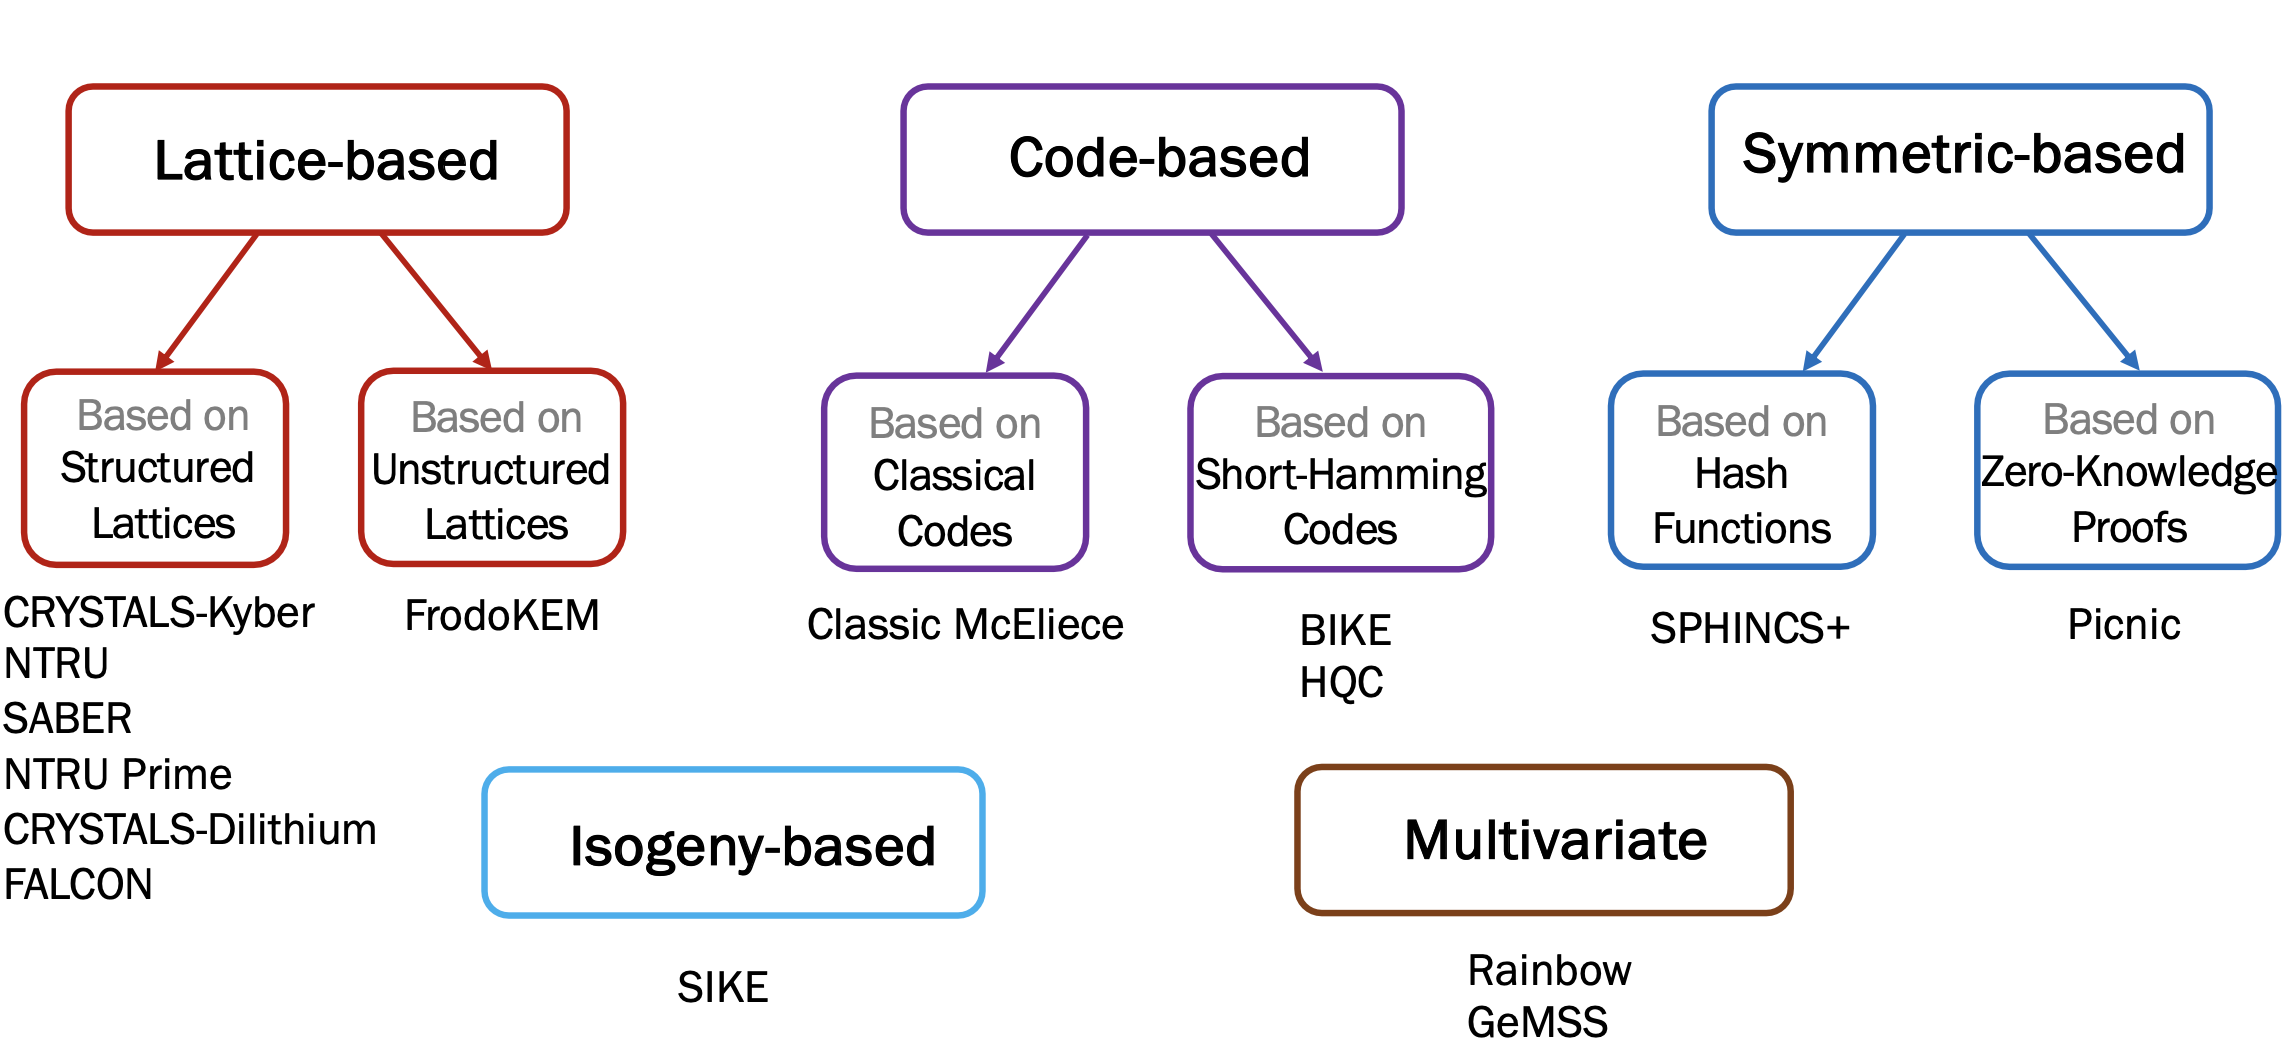 Lattice-based
Code-based
Symmetric-based
Based on
Structured
Lattices
Based on
Unstructured
Lattices
Based on
Classical
Codes
Based on
Short-Hamming
Codes
Based on
Hash
Functions
Based on
Zero-Knowledge
Proofs
CRYSTALS-Kyber
NTRU
SABER
NTRU Prime
CRYSTALS-Dilithium
FALCON
FrodoKEM
Classic McEliece
BIKE
HQC
SPHINCS+
Picnic
Isogeny-based
SIKE
Multivariate
Rainbow
GeMSS